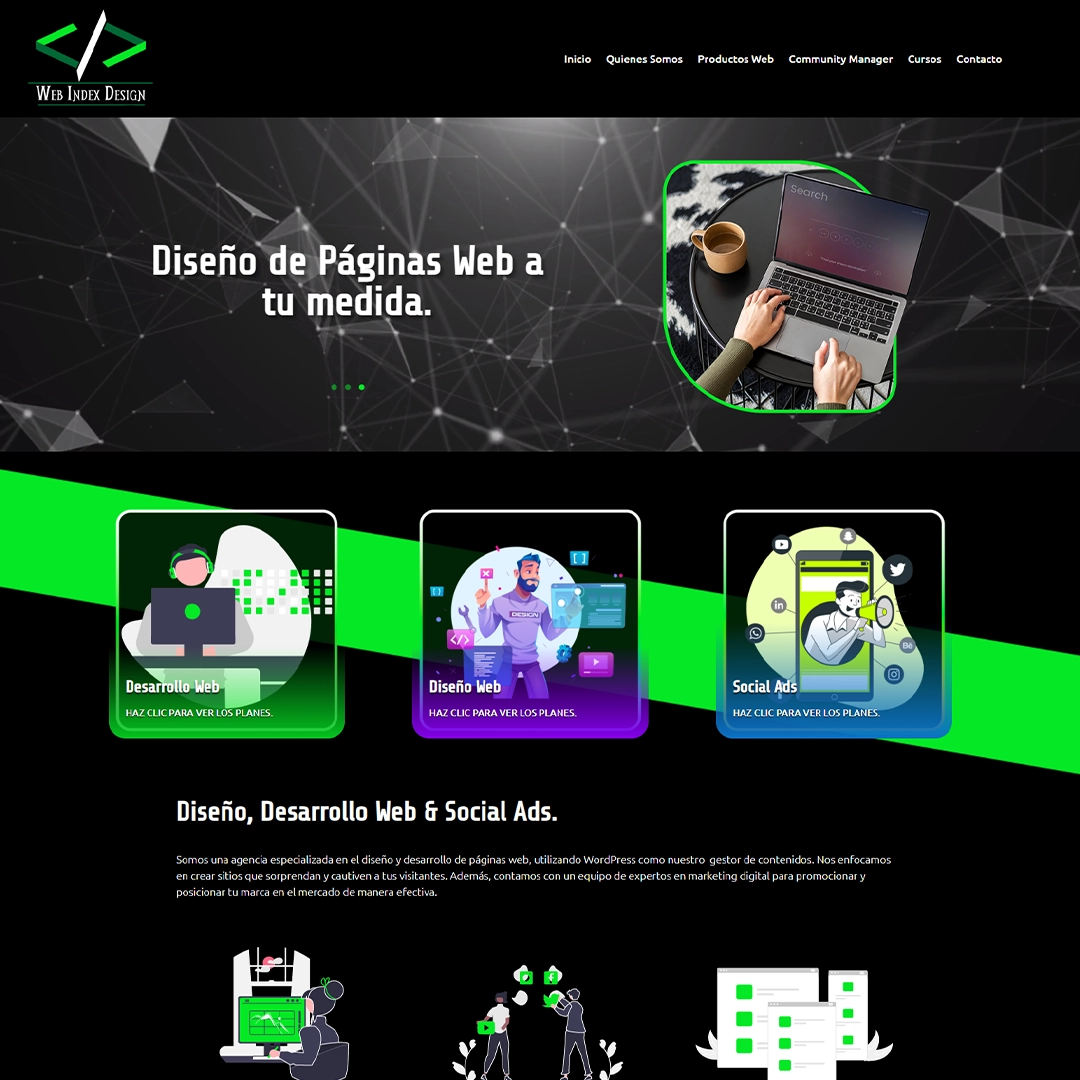 WEB INDEX DESIGN
Inicio Quienes Somos Productos Web Community Manager Cursos Contacto
Diseño de Páginas Web a
tu medida.
Search
DESIGN
Desarrollo Web
HAZ CLIC PARA VER LOS PLANES.
Diseño Web
HAZ CLIC PARA VER LOS PLANES.
Social Ads
HAZ CLIC PARA VER LOS PLANES.
Diseño, Desarrollo Web & Social Ads.
Somos una agencia especializada en el diseño y desarrollo de páginas web, utilizando WordPress como nuestro gestor de contenidos. Nos enfocamos
en crear sitios que sorprendan y cautiven a tus visitantes. Además, contamos con un equipo de expertos en marketing digital para promocionar y
posicionar tu marca en el mercado de manera efectiva.